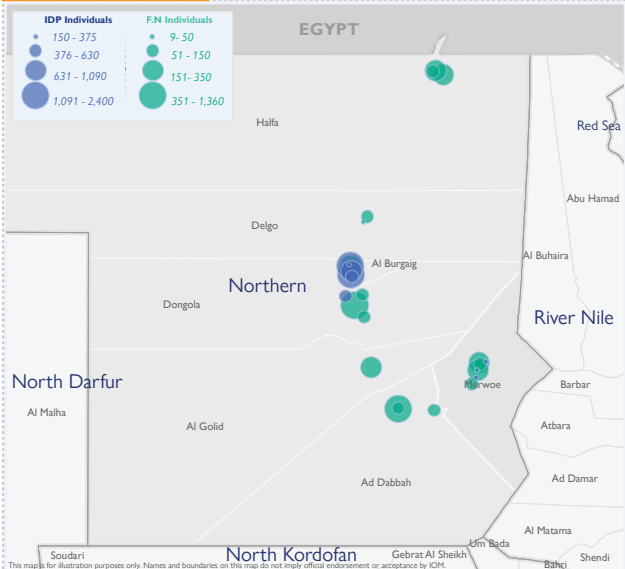 IDP Individuals
150 - 375
376 - 630
631 - 1,090
1,091 - 2,400
F.N Individuals
9- 50
51 - 150
151- 350
351 - 1,360
EGYPT
Halfa
Red Sea
Abu Hamad
Delgo
Al Burgaig
Al Buhaira
Northern
Dongola
River Nile
North Darfur
Merwoe
Barbar
Al Malha
Al Golid
Atbara
Ad Dabbah
Ad Damar
Al Matama
Um Bada
Soudari
North Kordofan
Gebrat Al Sheikh
Shendi
Bahri
This map is for illustration purposes only. Names and boundaries on this map do not imply official endorsement or acceptance by IOM.